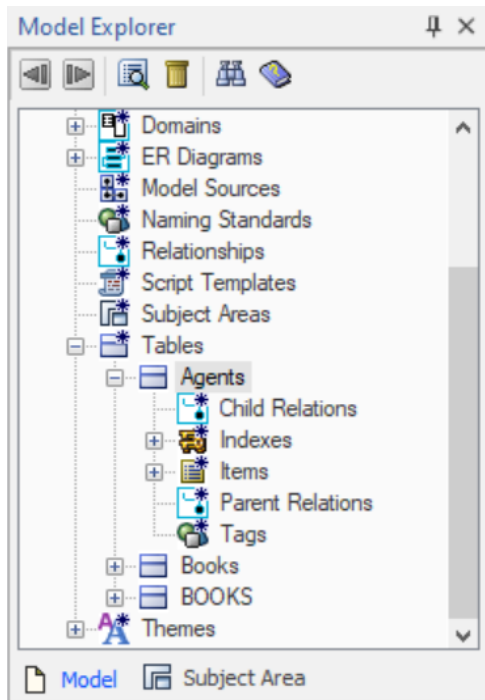 Model Explorer
Domains
ER Diagrams
Model Sources
Naming Standards
Relationships
Script Templates
Subject Areas
Tables
Agents
Child Relations
Indexes
Items
Parent Relations
Tags
Books
BOOKS
Themes
Model Subject Area